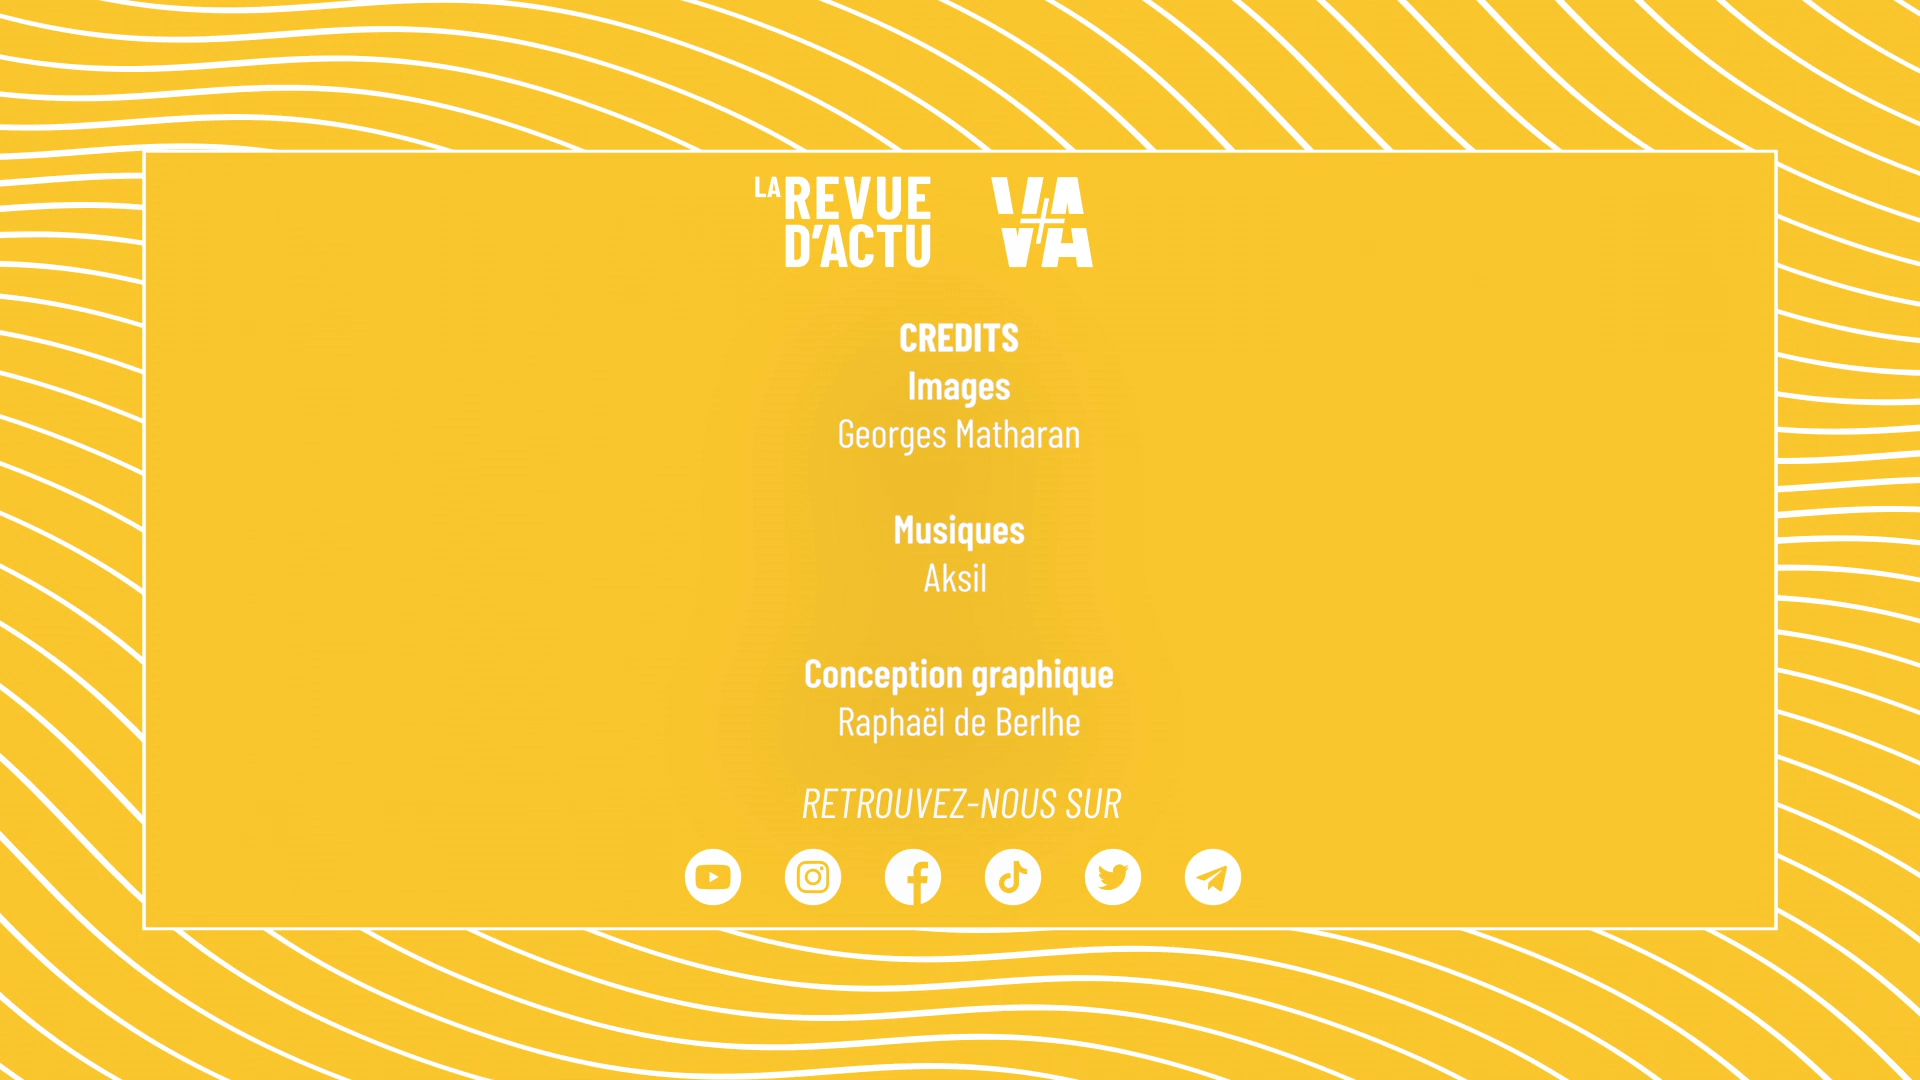 LA REVUE
D'ACTU
V+A
CREDITS
Images
Georges Matharan
Musiques
Aksil
Conception graphique
Raphaël de Berlhe
RETROUVEZ-NOUS SUR